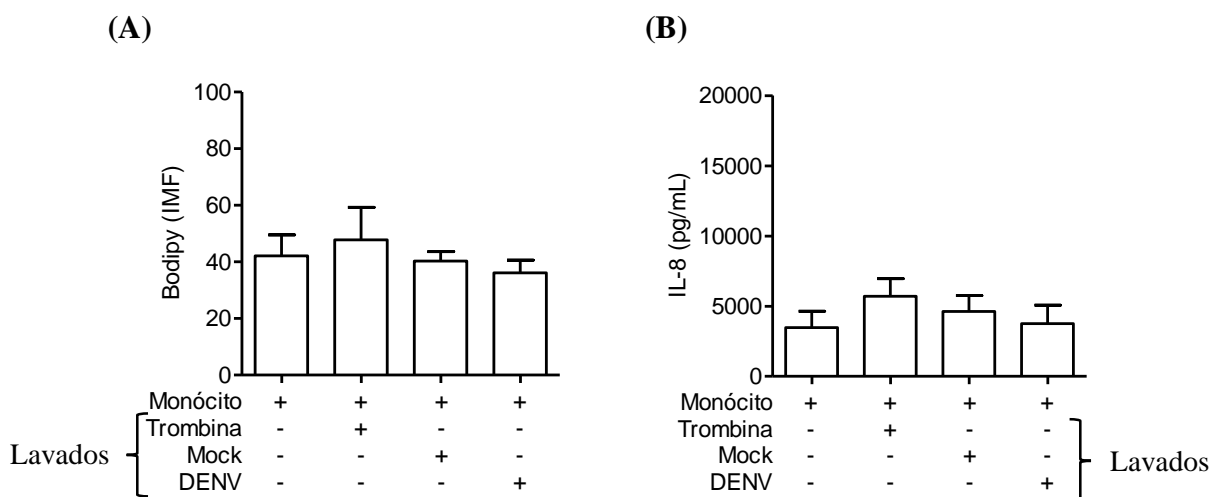 (A)
100
80
60
40
20
0
Bodipy (IMF)
Monócito + + + +
Trombina - + - -
Mock - - + -
DENV - - - +
Lavados
(B)
20000
15000
10000
5000
0
IL-8 (pg/mL)
Monócito + + + +
Trombina - + - -
Mock - - + -
DENV - - - +
Lavados